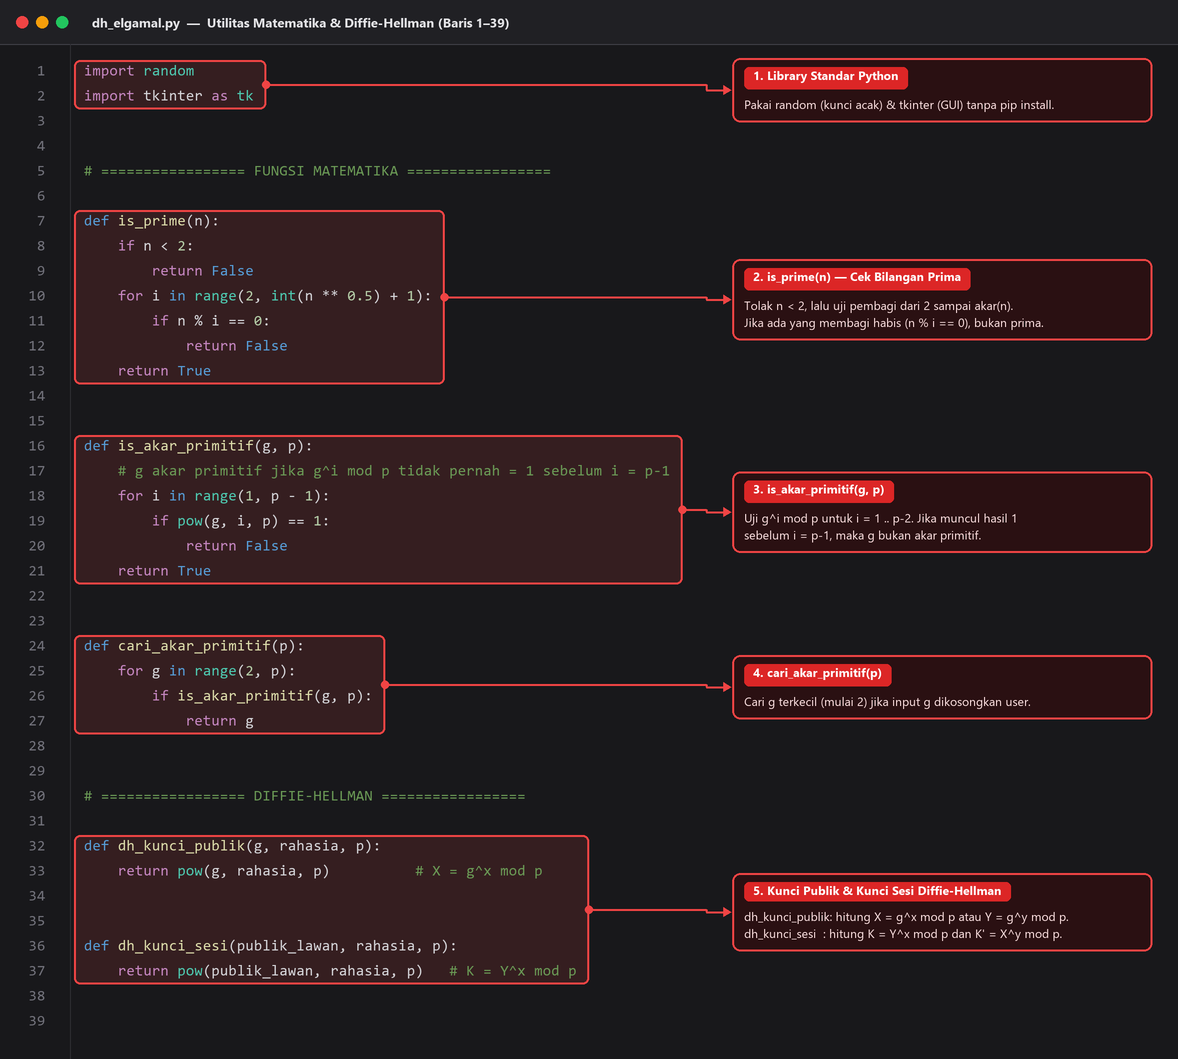 dh_elgamal.py — Utilitas Matematika & Diffie-Hellman (Baris 1–39)
1 import random
2 import tkinter as tk
3
4
5 # ================= FUNGSI MATEMATIKA =================
6
7 def is_prime(n):
8     if n < 2:
9         return False
10     for i in range(2, int(n ** 0.5) + 1):
11         if n % i == 0:
12             return False
13     return True
14
15
16 def is_akar_primitif(g, p):
17     # g akar primitif jika g^i mod p tidak pernah = 1 sebelum i = p-1
18     for i in range(1, p - 1):
19         if pow(g, i, p) == 1:
20             return False
21     return True
22
23
24 def cari_akar_primitif(p):
25     for g in range(2, p):
26         if is_akar_primitif(g, p):
27             return g
28
29
30 # ================= DIFFIE-HELLMAN =================
31
32 def dh_kunci_publik(g, rahasia, p):
33     return pow(g, rahasia, p)          # X = g^x mod p
34
35
36 def dh_kunci_sesi(publik_lawan, rahasia, p):
37     return pow(publik_lawan, rahasia, p)   # K = Y^x mod p
38
39
1. Library Standar Python
Pakai random (kunci acak) & tkinter (GUI) tanpa pip install.
2. is_prime(n) — Cek Bilangan Prima
Tolak n < 2, lalu uji pembagi dari 2 sampai akar(n).
Jika ada yang membagi habis (n % i == 0), bukan prima.
3. is_akar_primitif(g, p)
Uji g^i mod p untuk i = 1 .. p-2. Jika muncul hasil 1
sebelum i = p-1, maka g bukan akar primitif.
4. cari_akar_primitif(p)
Cari g terkecil (mulai 2) jika input g dikosongkan user.
5. Kunci Publik & Kunci Sesi Diffie-Hellman
dh_kunci_publik: hitung X = g^x mod p atau Y = g^y mod p.
dh_kunci_sesi  : hitung K = Y^x mod p dan K' = X^y mod p.